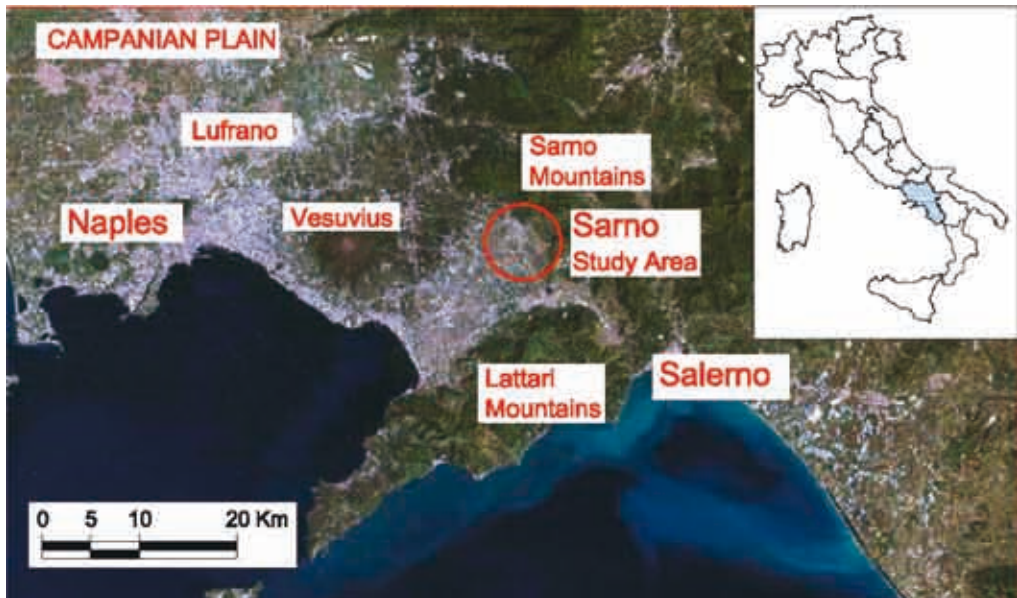 CAMPANIAN PLAIN
Lufrano
Sarno
Mountains
Naples
Vesuvius
Sarno
Study Area
Lattari
Mountains
Salerno
0 5 10 20 Km